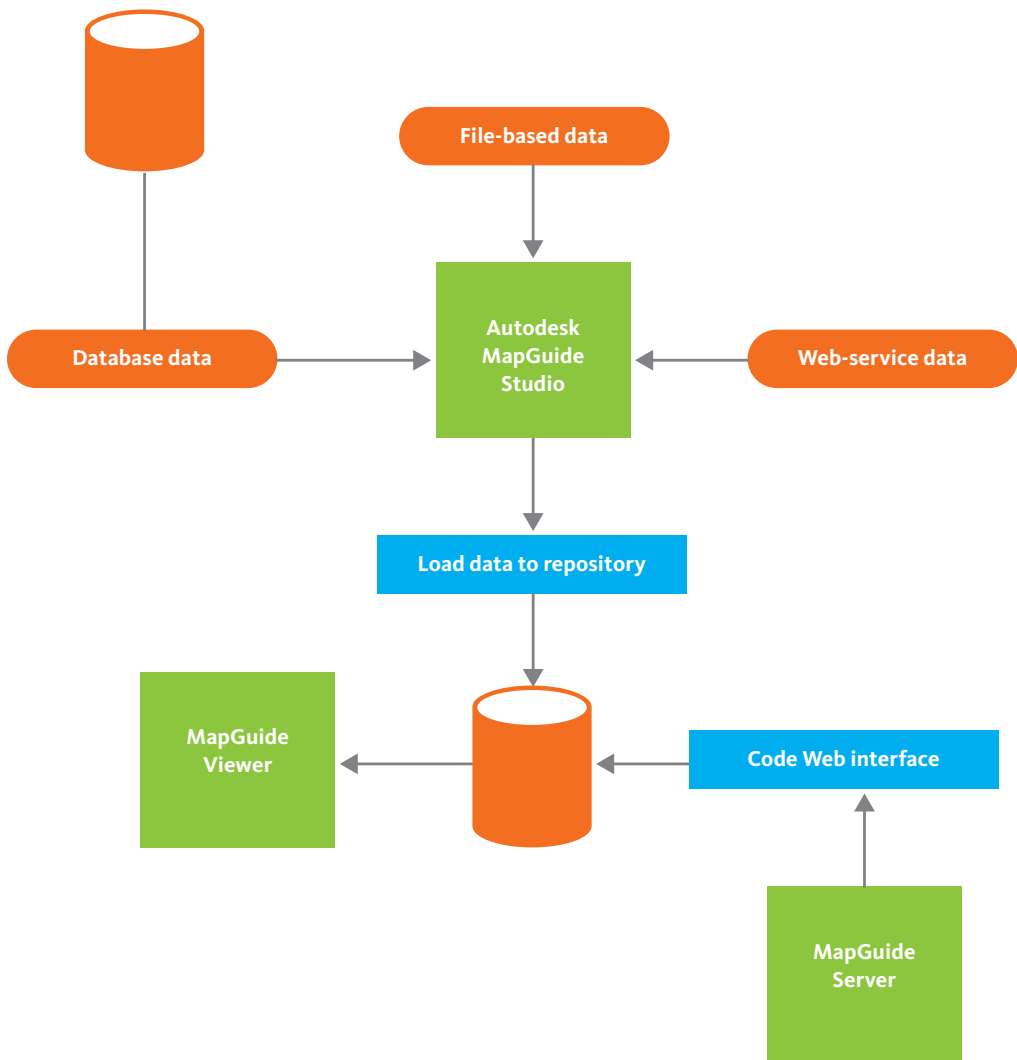 File-based data
Autodesk
MapGuide
Studio
Database data
Web-service data
Load data to repository
MapGuide
Viewer
Code Web interface
MapGuide
Server